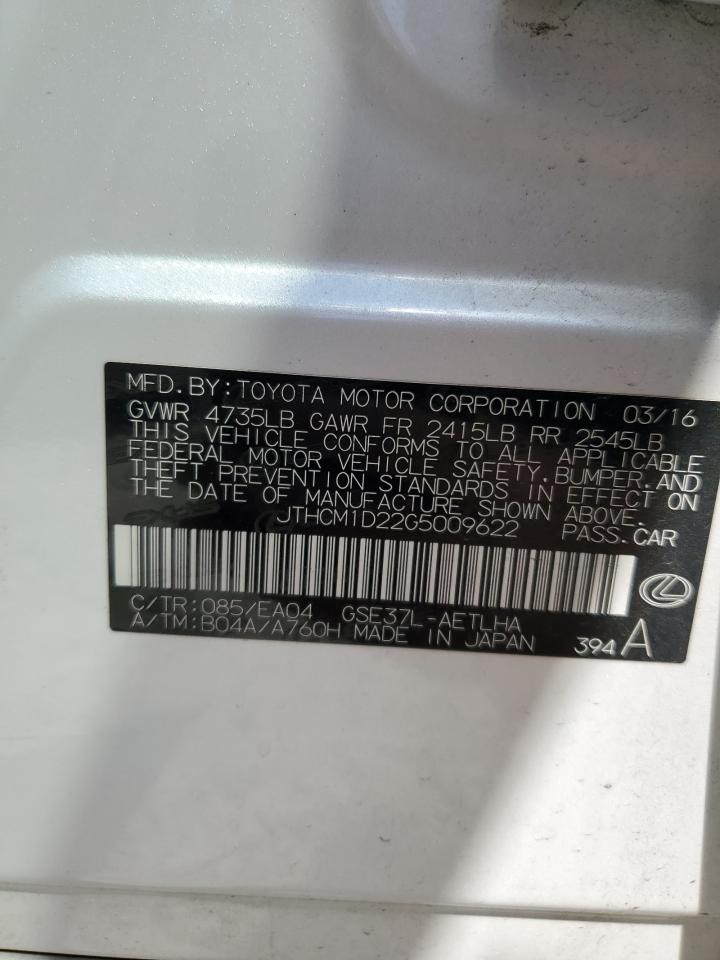 MFD. BY: TOYOTA MOTOR CORPORATION 03/16
GVWR 4735LB GAWR FR 2415LB RR 2545LB
THIS VEHICLE CONFORMS TO ALL APPLICABLE
FEDERAL MOTOR VEHICLE SAFETY, BUMPER, AND
THEFT PREVENTION STANDARDS IN EFFECT ON
THE DATE OF MANUFACTURE SHOWN ABOVE.
JTHCM1D22G5009622 PASS. CAR
C/TR: 085/EA04 GSE37L-AETLHA
A/TM: B04A/A760H MADE IN JAPAN 394 A